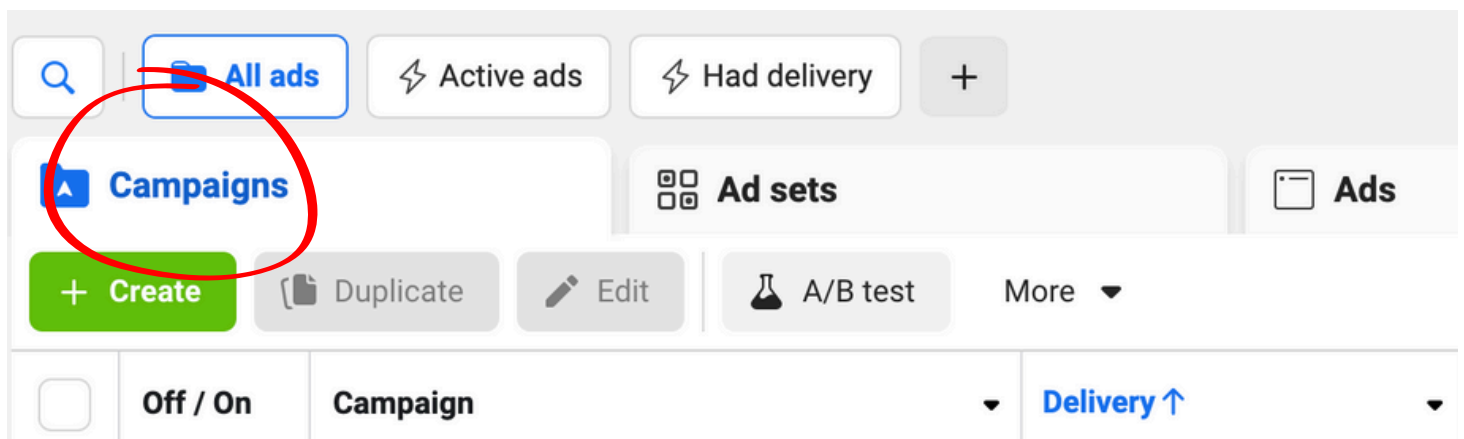 All ads Active ads Had delivery +
Campaigns Ad sets Ads
+ Create Duplicate Edit A/B test More
Off / On Campaign Delivery ↑